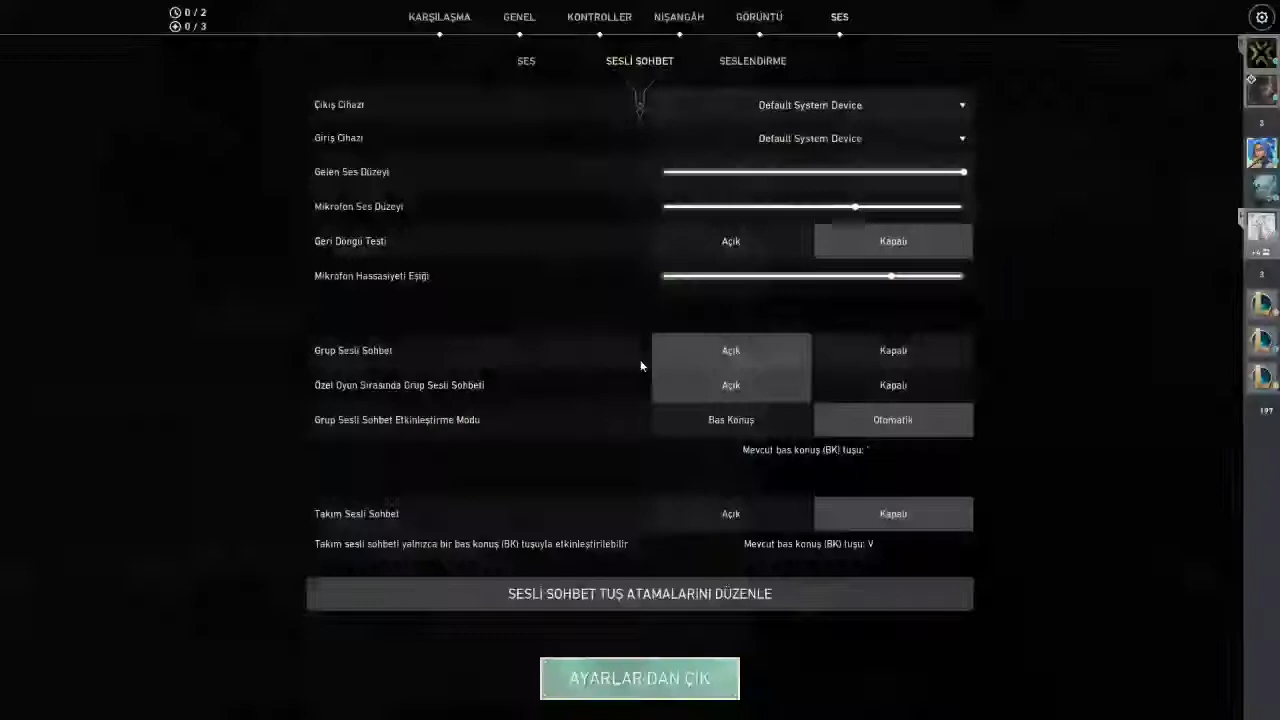 0 / 2
0 / 3
KARŞILAŞMA GENEL KONTROLLER NİŞANGÂH GÖRÜNTÜ SES
SES SESLİ SOHBET SESLENDİRME
Çıkış Cihazı Default System Device
Giriş Cihazı Default System Device
Gelen Ses Düzeyi
Mikrofon Ses Düzeyi
Geri Döngü Testi Açık Kapalı
Mikrofon Hassasiyeti Eşiği
Grup Sesli Sohbet Açık Kapalı
Özel Oyun Sırasında Grup Sesli Sohbeti Açık Kapalı
Grup Sesli Sohbet Etkinleştirme Modu Bas Konuş Otomatik
Mevcut bas konuş (BK) tuşu: '
Takım Sesli Sohbet Açık Kapalı
Takım sesli sohbeti yalnızca bir bas konuş (BK) tuşuyla etkinleştirilebilir Mevcut bas konuş (BK) tuşu: V
SESLİ SOHBET TUŞ ATAMALARINI DÜZENLE
AYARLAR'DAN ÇIK
3
3
197